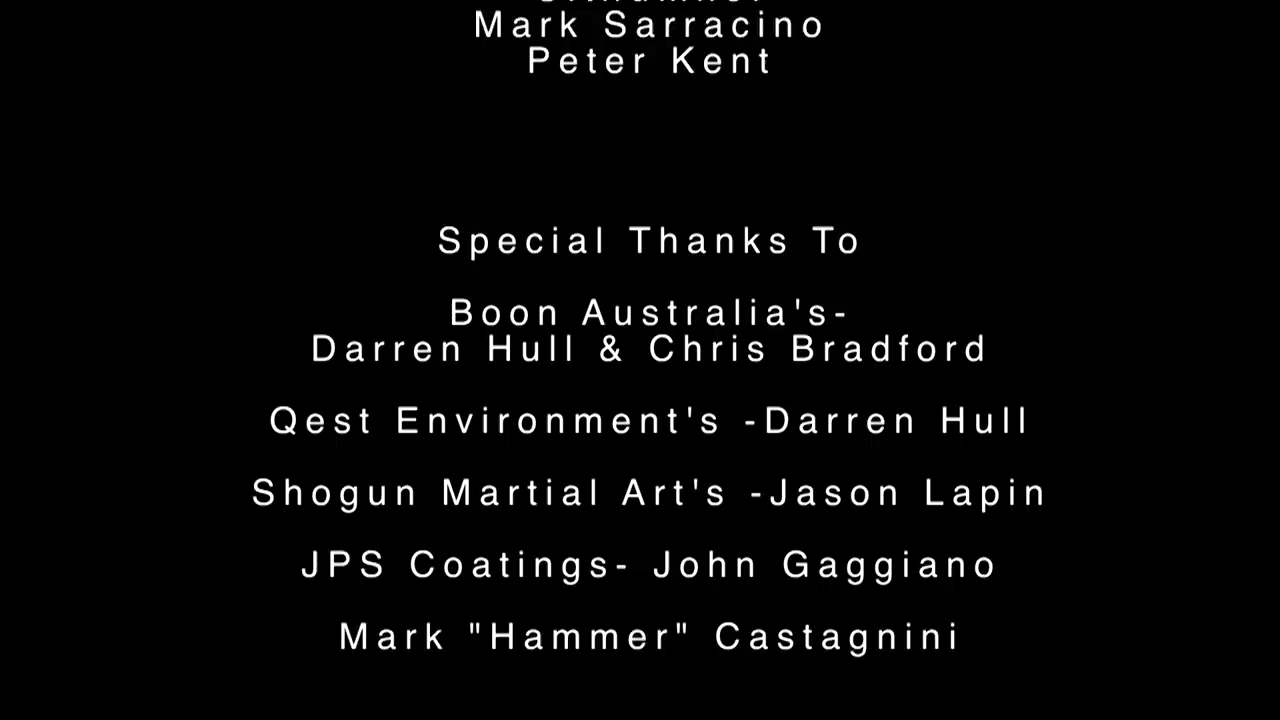 Mark Sarracino
Peter Kent
Special Thanks To
Boon Australia's-
Darren Hull & Chris Bradford
Qest Environment's -Darren Hull
Shogun Martial Art's -Jason Lapin
JPS Coatings- John Gaggiano
Mark "Hammer" Castagnini